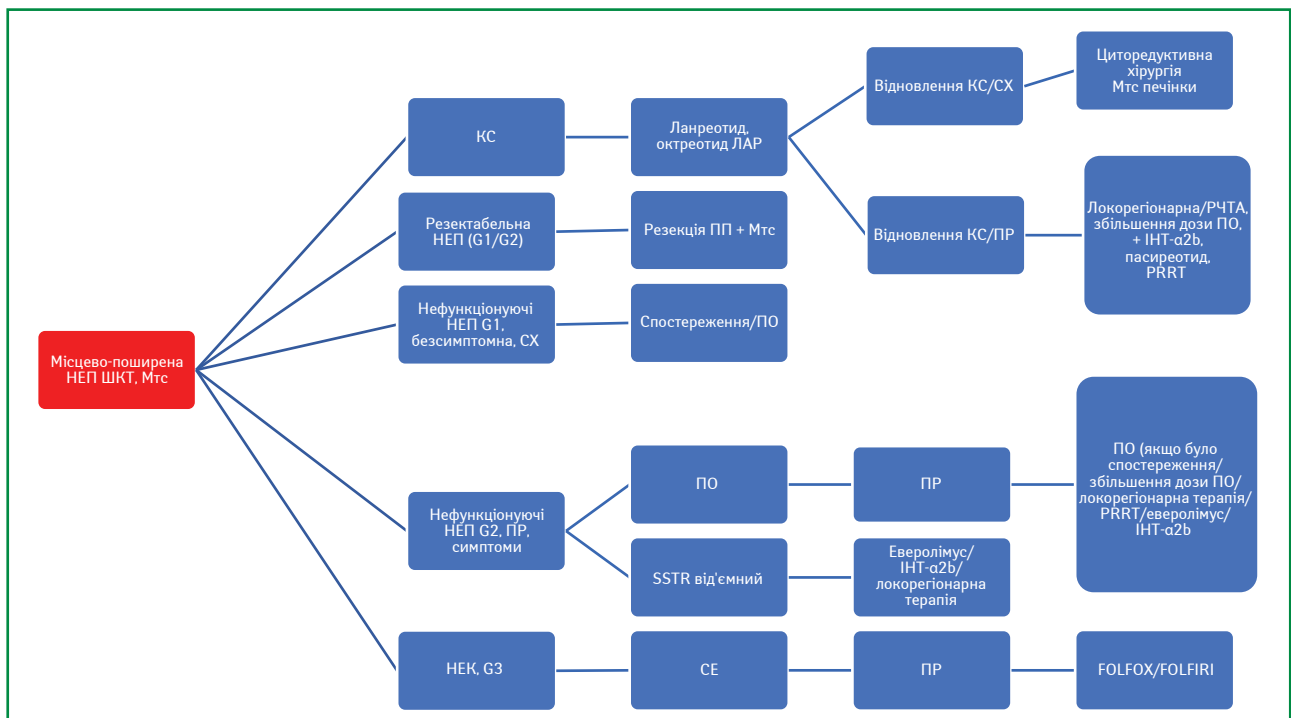 Місцево-поширена
НЕП ШКТ, Мтс
КС
Ланреотид,
октреотид ЛАР
Відновлення КС/СХ
Циторедуктивна
хірургія
Мтс печінки
Відновлення КС/ПР
Локорегіонарна/РЧТА,
збільшення дози ПО,
+ ІНТ-α2b,
пасиреотид,
PRRT
Резектабельна
НЕП (G1/G2)
Резекція ПП + Мтс
Нефункціонуючі
НЕП G1,
безсимптомна, СХ
Спостереження/ПО
Нефункціонуючі
НЕП G2, ПР,
симптоми
ПО
ПР
ПО (якщо було
спостереження/
збільшення дози ПО/
локорегіонарна терапія/
PRRT/еверолімус/
ІНТ-α2b
SSTR від'ємний
Еверолімус/
ІНТ-α2b/
локорегіонарна
терапія
НЕК, G3
СЕ
ПР
FOLFOX/FOLFIRI